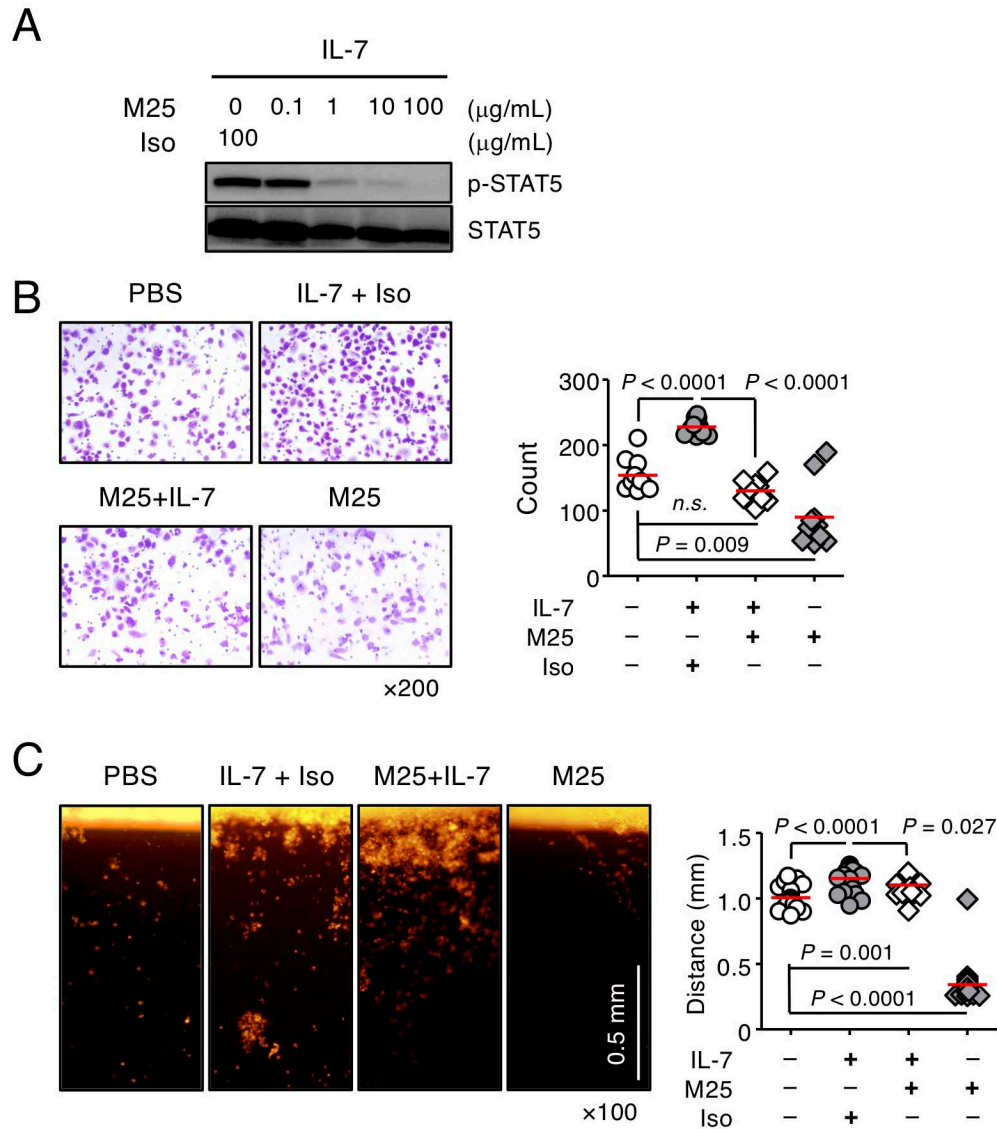 A
IL-7
M25 0 0.1 1 10 100 (μg/mL)
Iso 100 (μg/mL)
p-STAT5
STAT5
B
PBS IL-7 + Iso
M25+IL-7 M25
×200
Count
300
200
100
0
P < 0.0001 P < 0.0001
n.s.
P = 0.009
IL-7 − + + −
M25 − − + +
Iso − + − −
C
PBS IL-7 + Iso M25+IL-7 M25
0.5 mm
×100
Distance (mm)
1.5
1.0
0.5
0
P < 0.0001 P = 0.027
P = 0.001
P < 0.0001
IL-7 − + + −
M25 − − + +
Iso − + − −